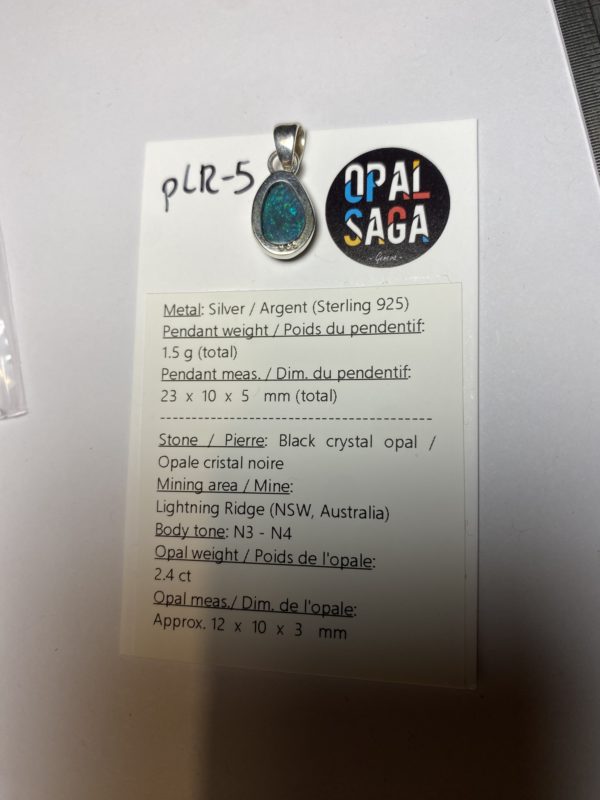 pLR-5
OPAL
SAGA
- Geneva -
Metal: Silver / Argent (Sterling 925)
Pendant weight / Poids du pendentif:
1.5 g (total)
Pendant meas. / Dim. du pendentif:
23 x 10 x 5 mm (total)
----------------------------------------
Stone / Pierre: Black crystal opal /
Opale cristal noire
Mining area / Mine:
Lightning Ridge (NSW, Australia)
Body tone: N3 - N4
Opal weight / Poids de l'opale:
2.4 ct
Opal meas./ Dim. de l'opale:
Approx. 12 x 10 x 3 mm